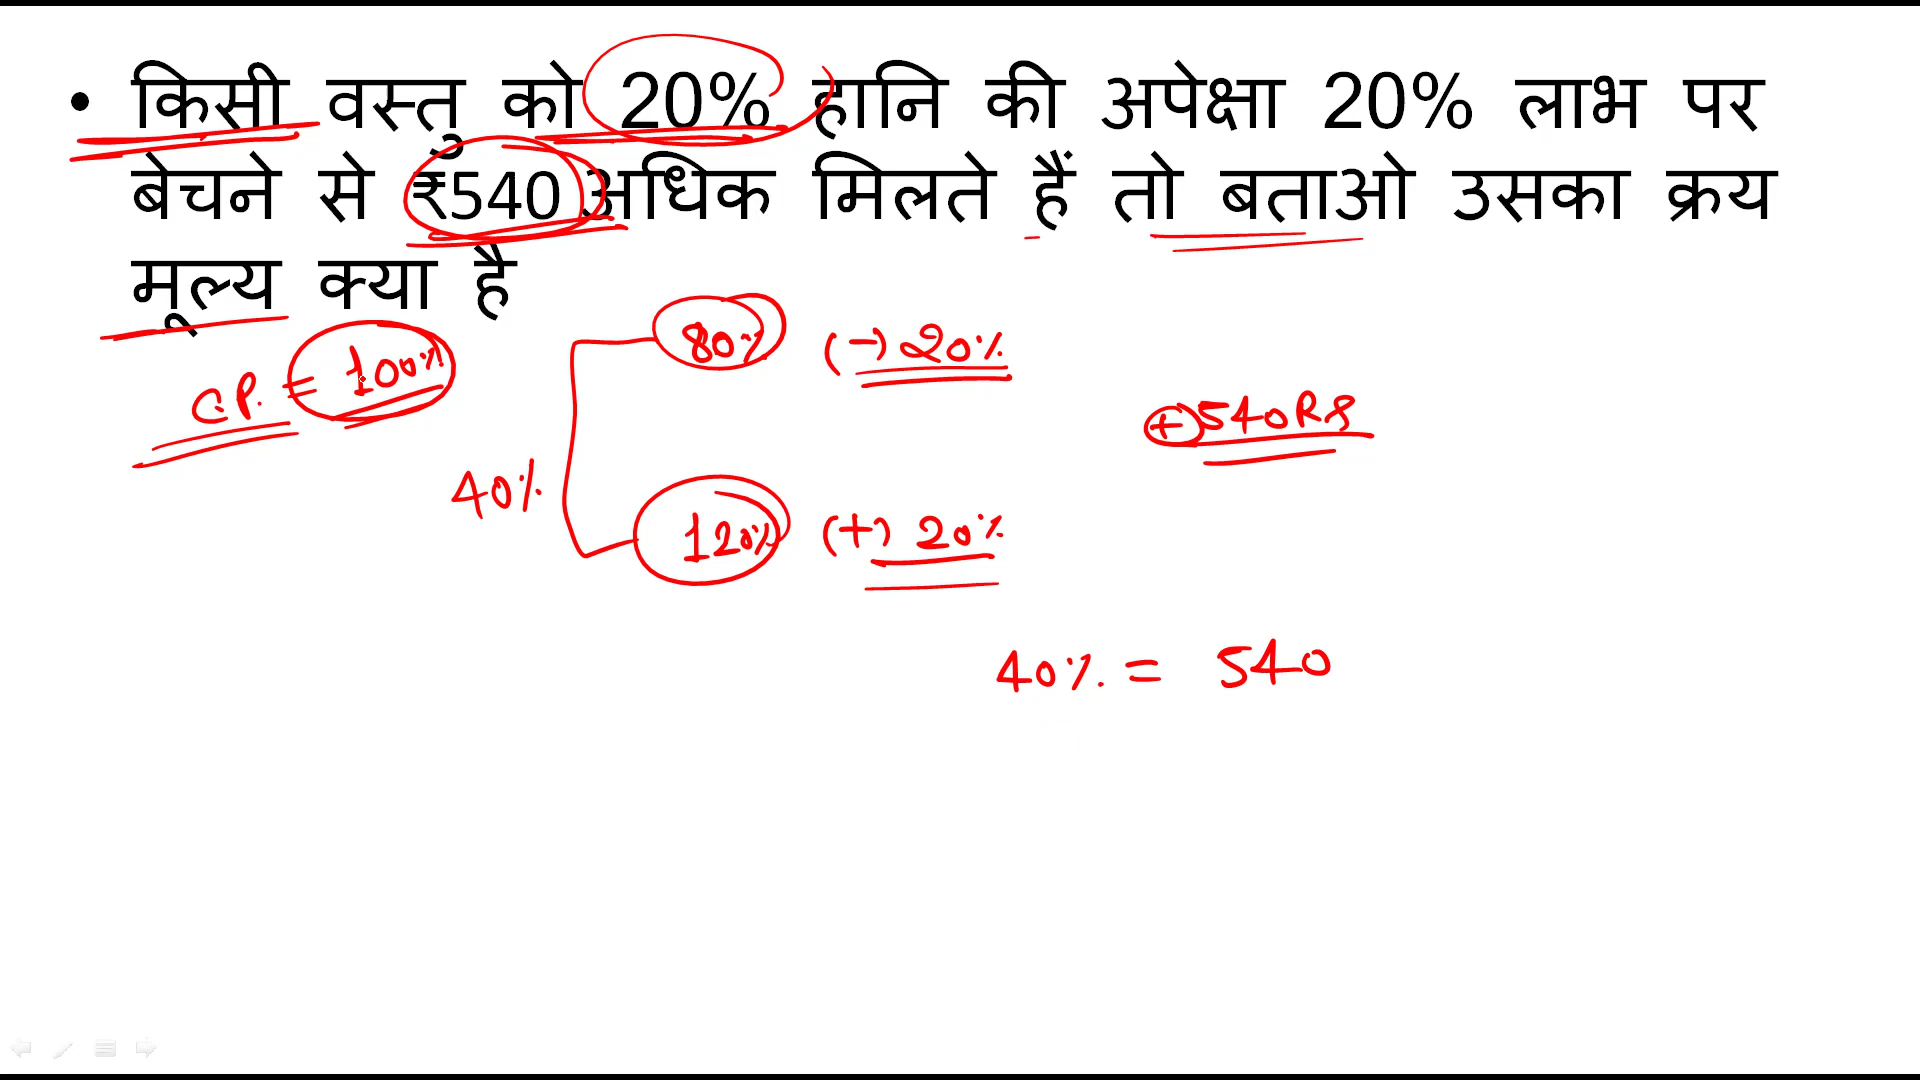 • किसी वस्तु को 20% हानि की अपेक्षा 20% लाभ पर
बेचने से ₹540 अधिक मिलते हैं तो बताओ उसका क्रय
मूल्य क्या है
C.P. = 100%
80% (-) 20%
(+) 540 RS
40%
120% (+) 20%
40% = 540